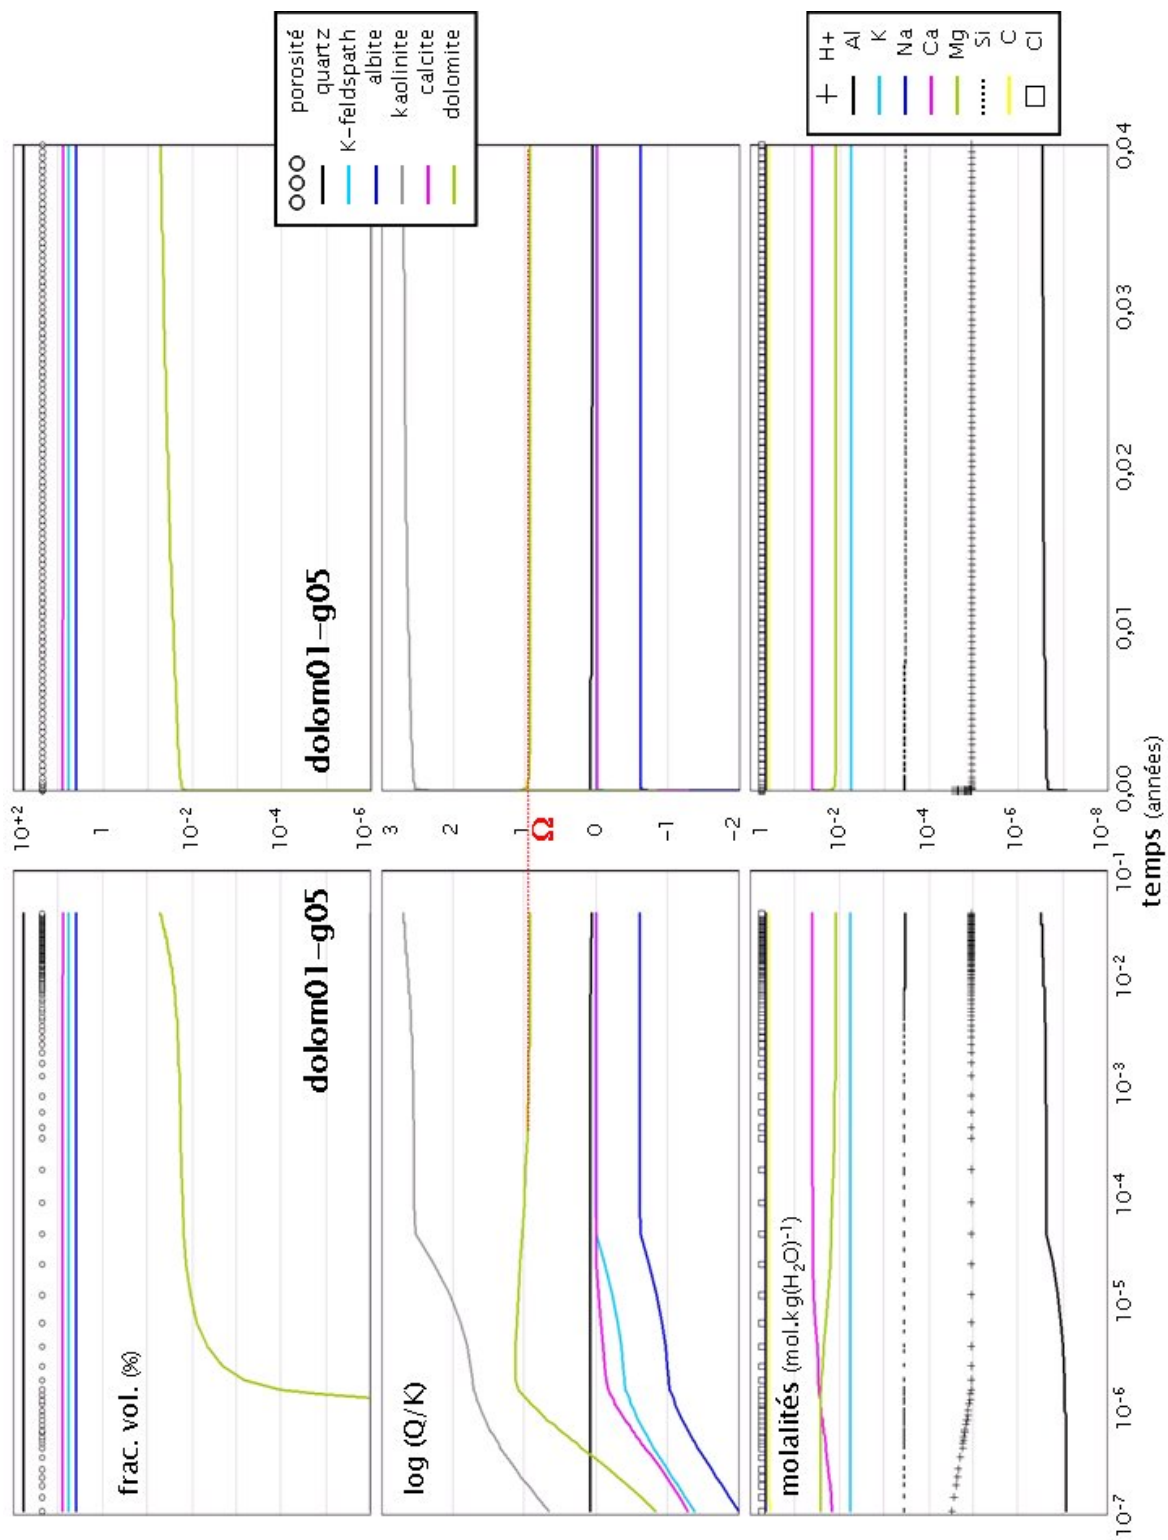 frac. vol. (%)
dolom01-g05
dolom01-g05
10+2
1
10-2
10-4
10-6
porosité
quartz
K-feldspath
albite
kaolinite
calcite
dolomite
log (Q/K)
3
2
1
Ω
0
-1
-2
molalités (mol.kg(H2O)-1)
1
10-2
10-4
10-6
10-8
H+
Al
K
Na
Ca
Mg
Si
C
Cl
10-7
10-6
10-5
10-4
10-3
10-2
10-1
0,00
0,01
0,02
0,03
0,04
temps (années)